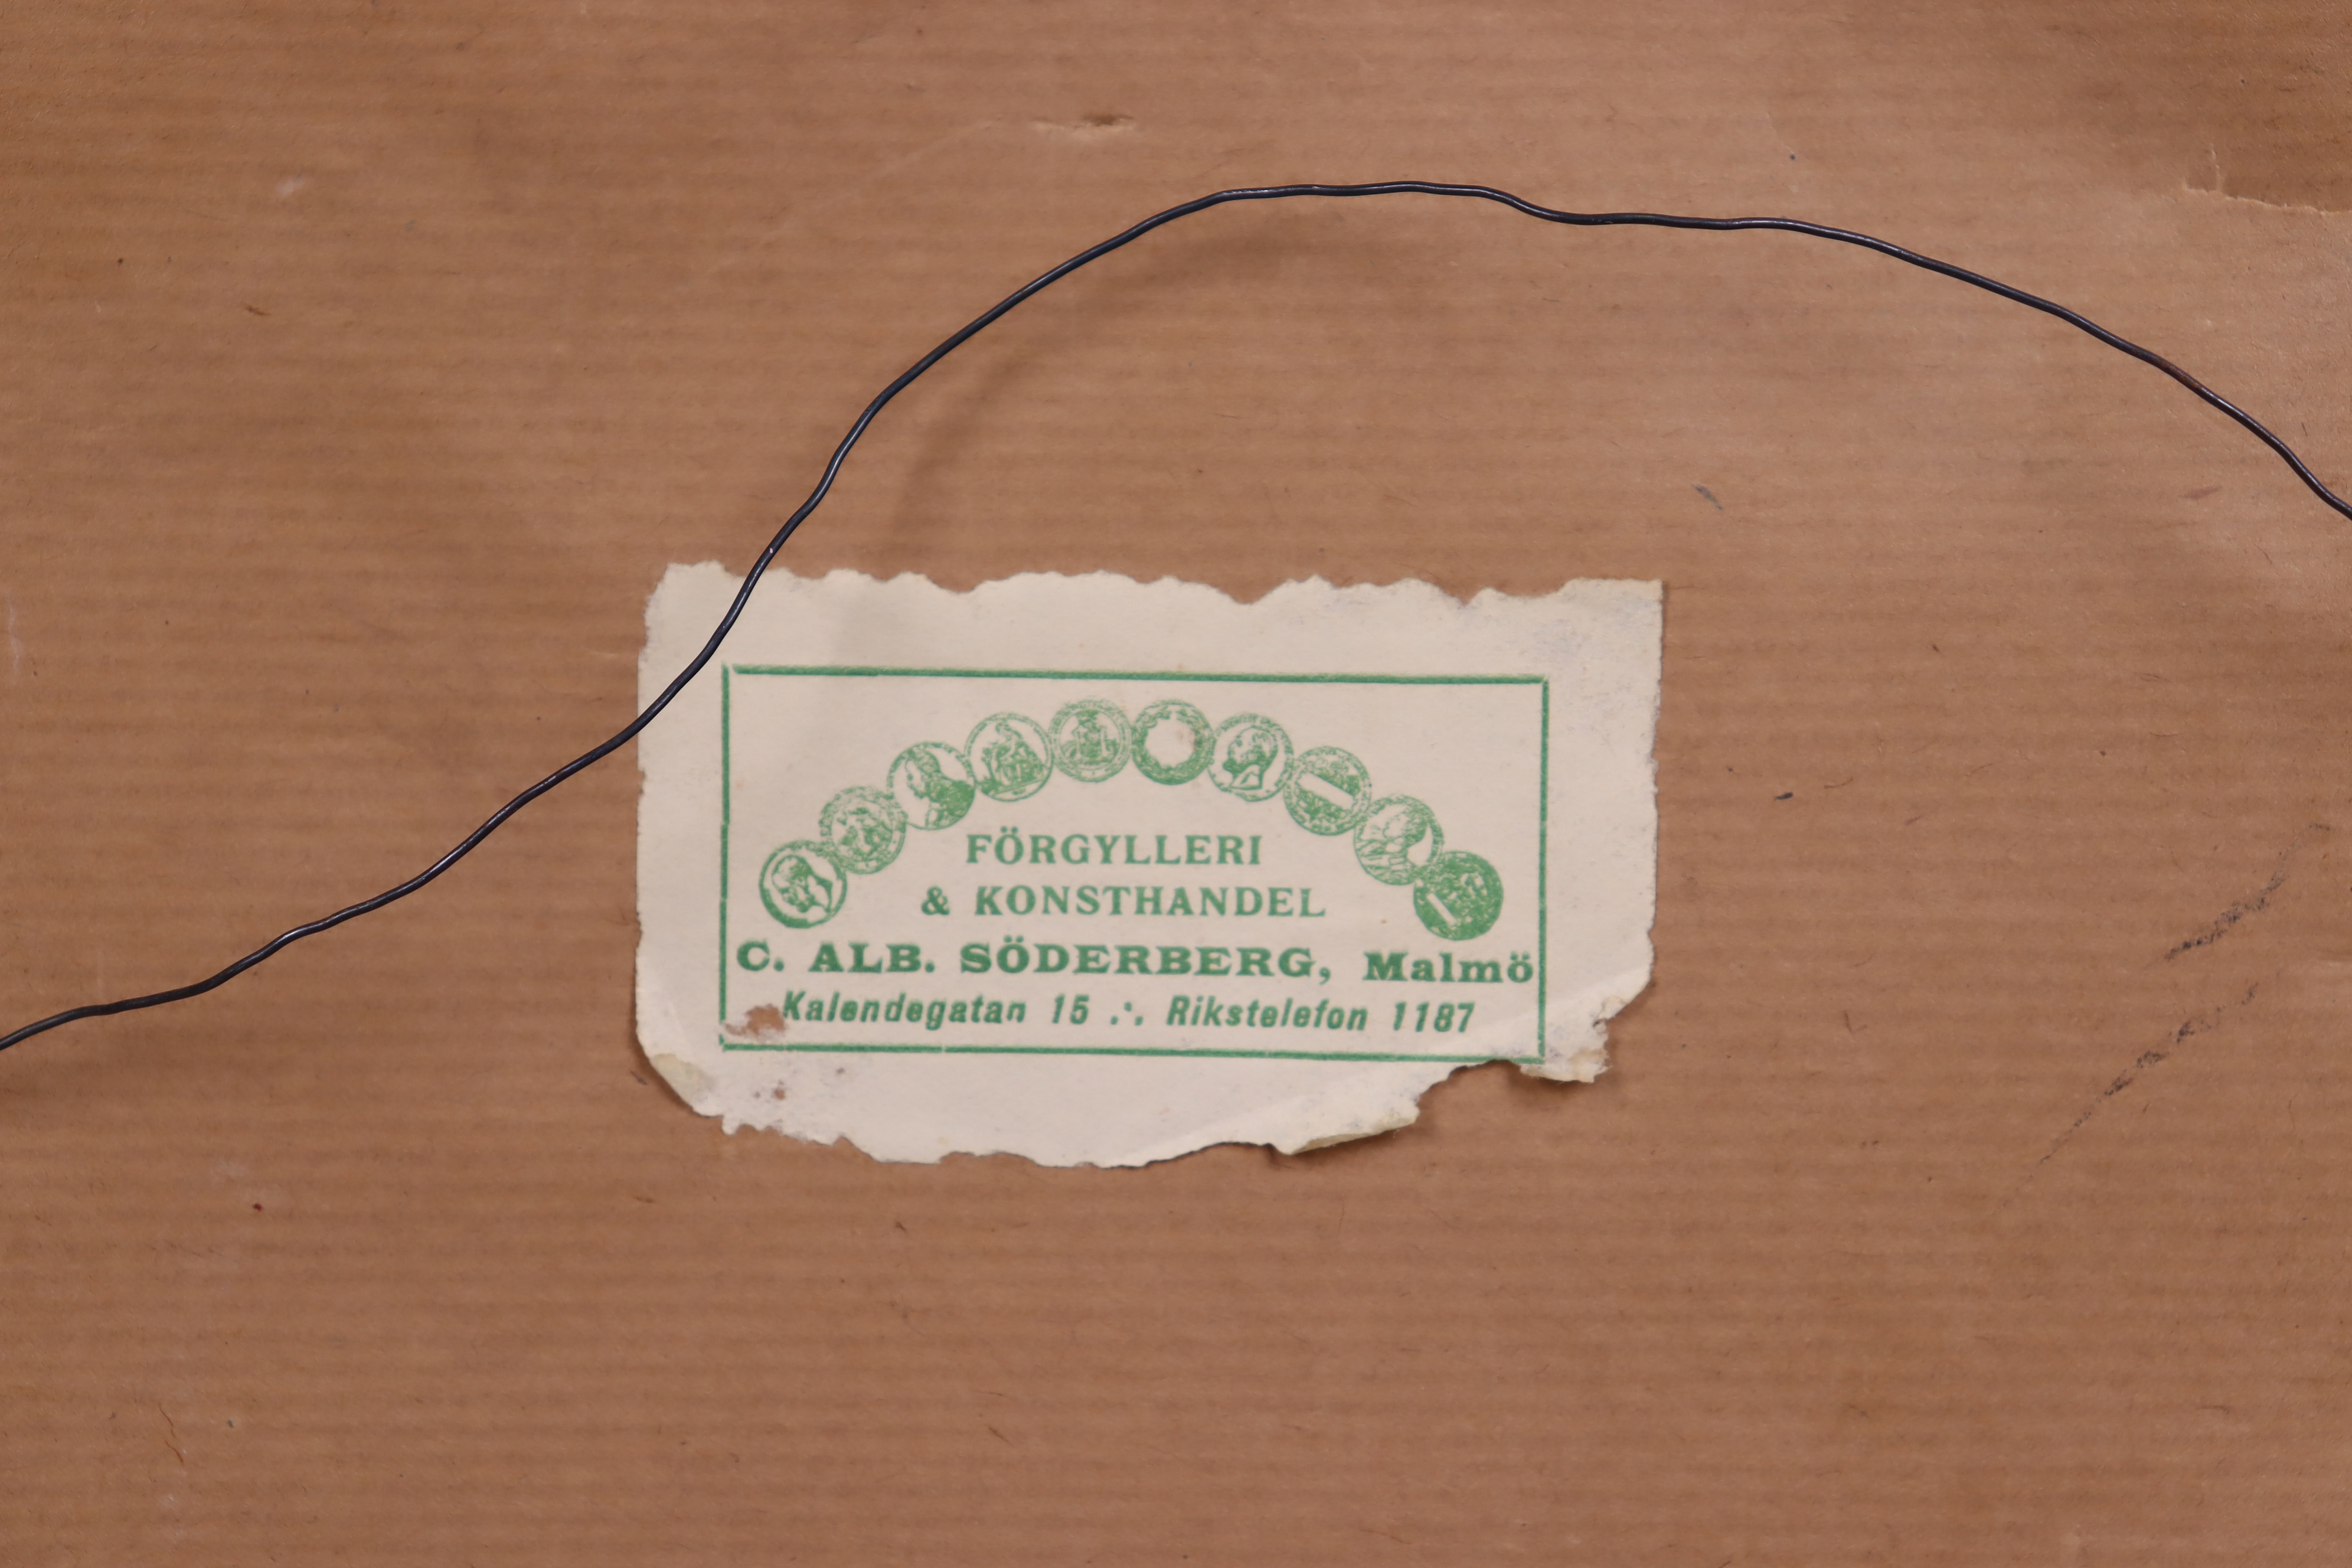 FÖRGYLLERI
& KONSTHANDEL
C. ALB. SÖDERBERG, Malmö
Kalendegatan 15 .·. Rikstelefon 1187